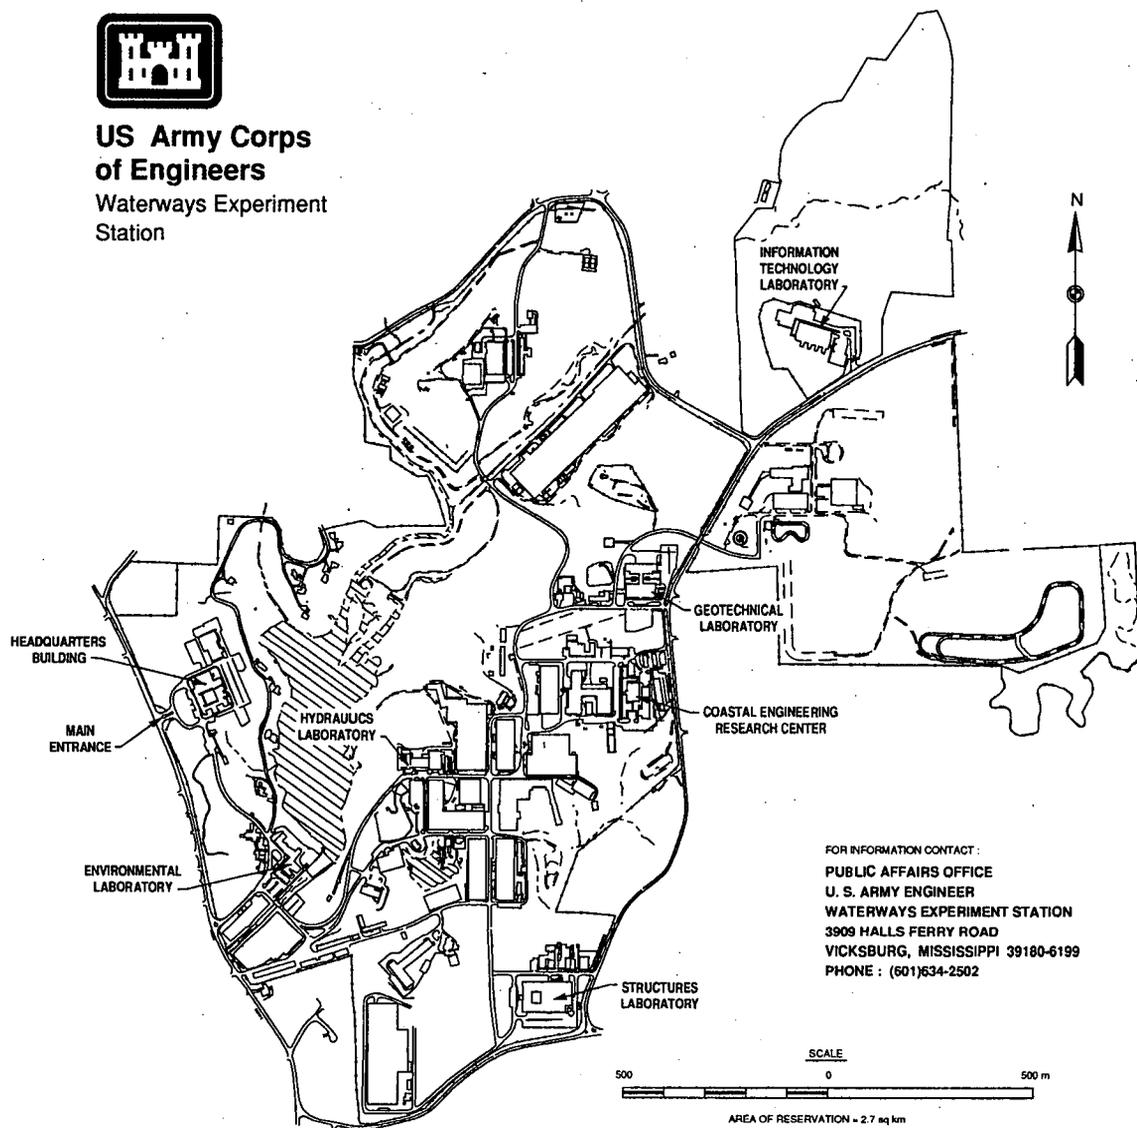 US Army Corps
of Engineers
Waterways Experiment
Station
N
INFORMATION
TECHNOLOGY
LABORATORY
GEOTECHNICAL
LABORATORY
HEADQUARTERS
BUILDING
MAIN
ENTRANCE
HYDRAUUCS
LABORATORY
COASTAL ENGINEERING
RESEARCH CENTER
ENVIRONMENTAL
LABORATORY
STRUCTURES
LABORATORY
FOR INFORMATION CONTACT :
PUBLIC AFFAIRS OFFICE
U. S. ARMY ENGINEER
WATERWAYS EXPERIMENT STATION
3909 HALLS FERRY ROAD
VICKSBURG, MISSISSIPPI 39180-6199
PHONE : (601)634-2502
SCALE
500 0 500 m
AREA OF RESERVATION = 2.7 sq km